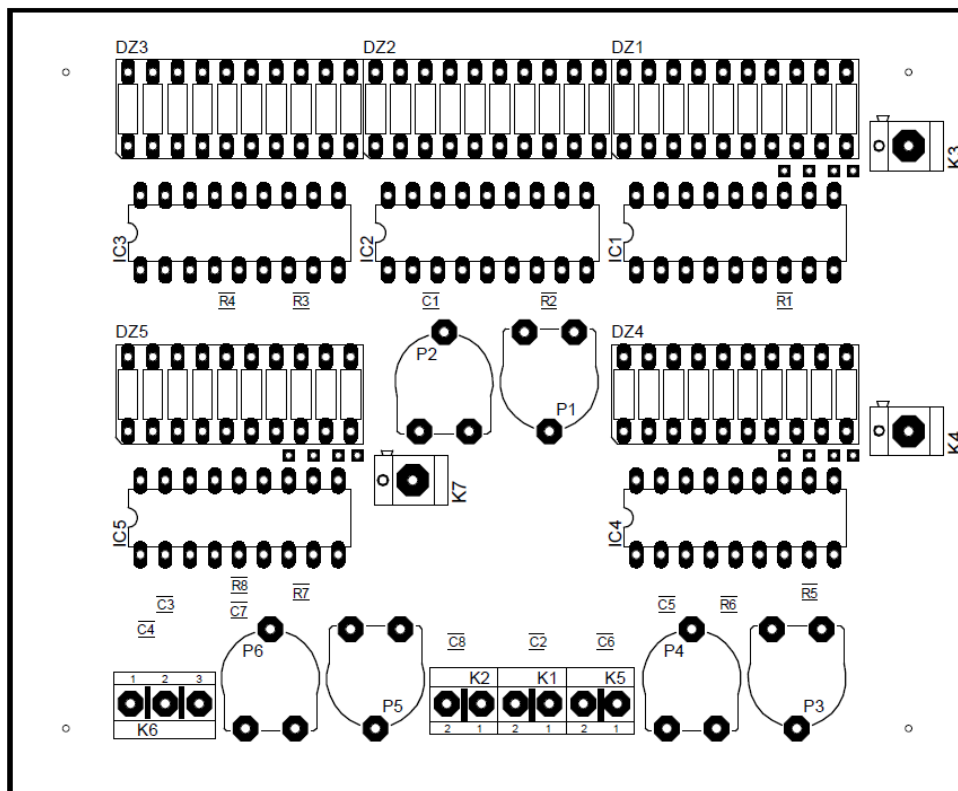 DZ3 DZ2 DZ1
K3
IC3 IC2 IC1
R4 R3 C1 R2 R1
DZ5 P2 P1 DZ4
K4
K7
IC5 IC4
R8 R7 C5 R6 R5
C3 C7
C4 P6 C8 C2 C6 P4
1 2 3 K2 K1 K5
P5 P3
K6 2 1 2 1 2 1